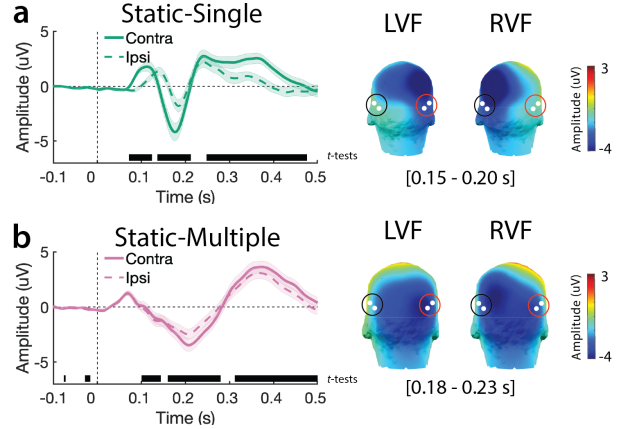 a
Static-Single
LVF
RVF
Amplitude (uV)
5
0
-5
Contra
Ipsi
t-tests
-0.1 0 0.1 0.2 0.3 0.4 0.5
Time (s)
[0.15 - 0.20 s]
Amplitude (uV)
3
-4
b
Static-Multiple
LVF
RVF
Amplitude (uV)
5
0
-5
Contra
Ipsi
t-tests
-0.1 0 0.1 0.2 0.3 0.4 0.5
Time (s)
[0.18 - 0.23 s]
Amplitude (uV)
3
-4